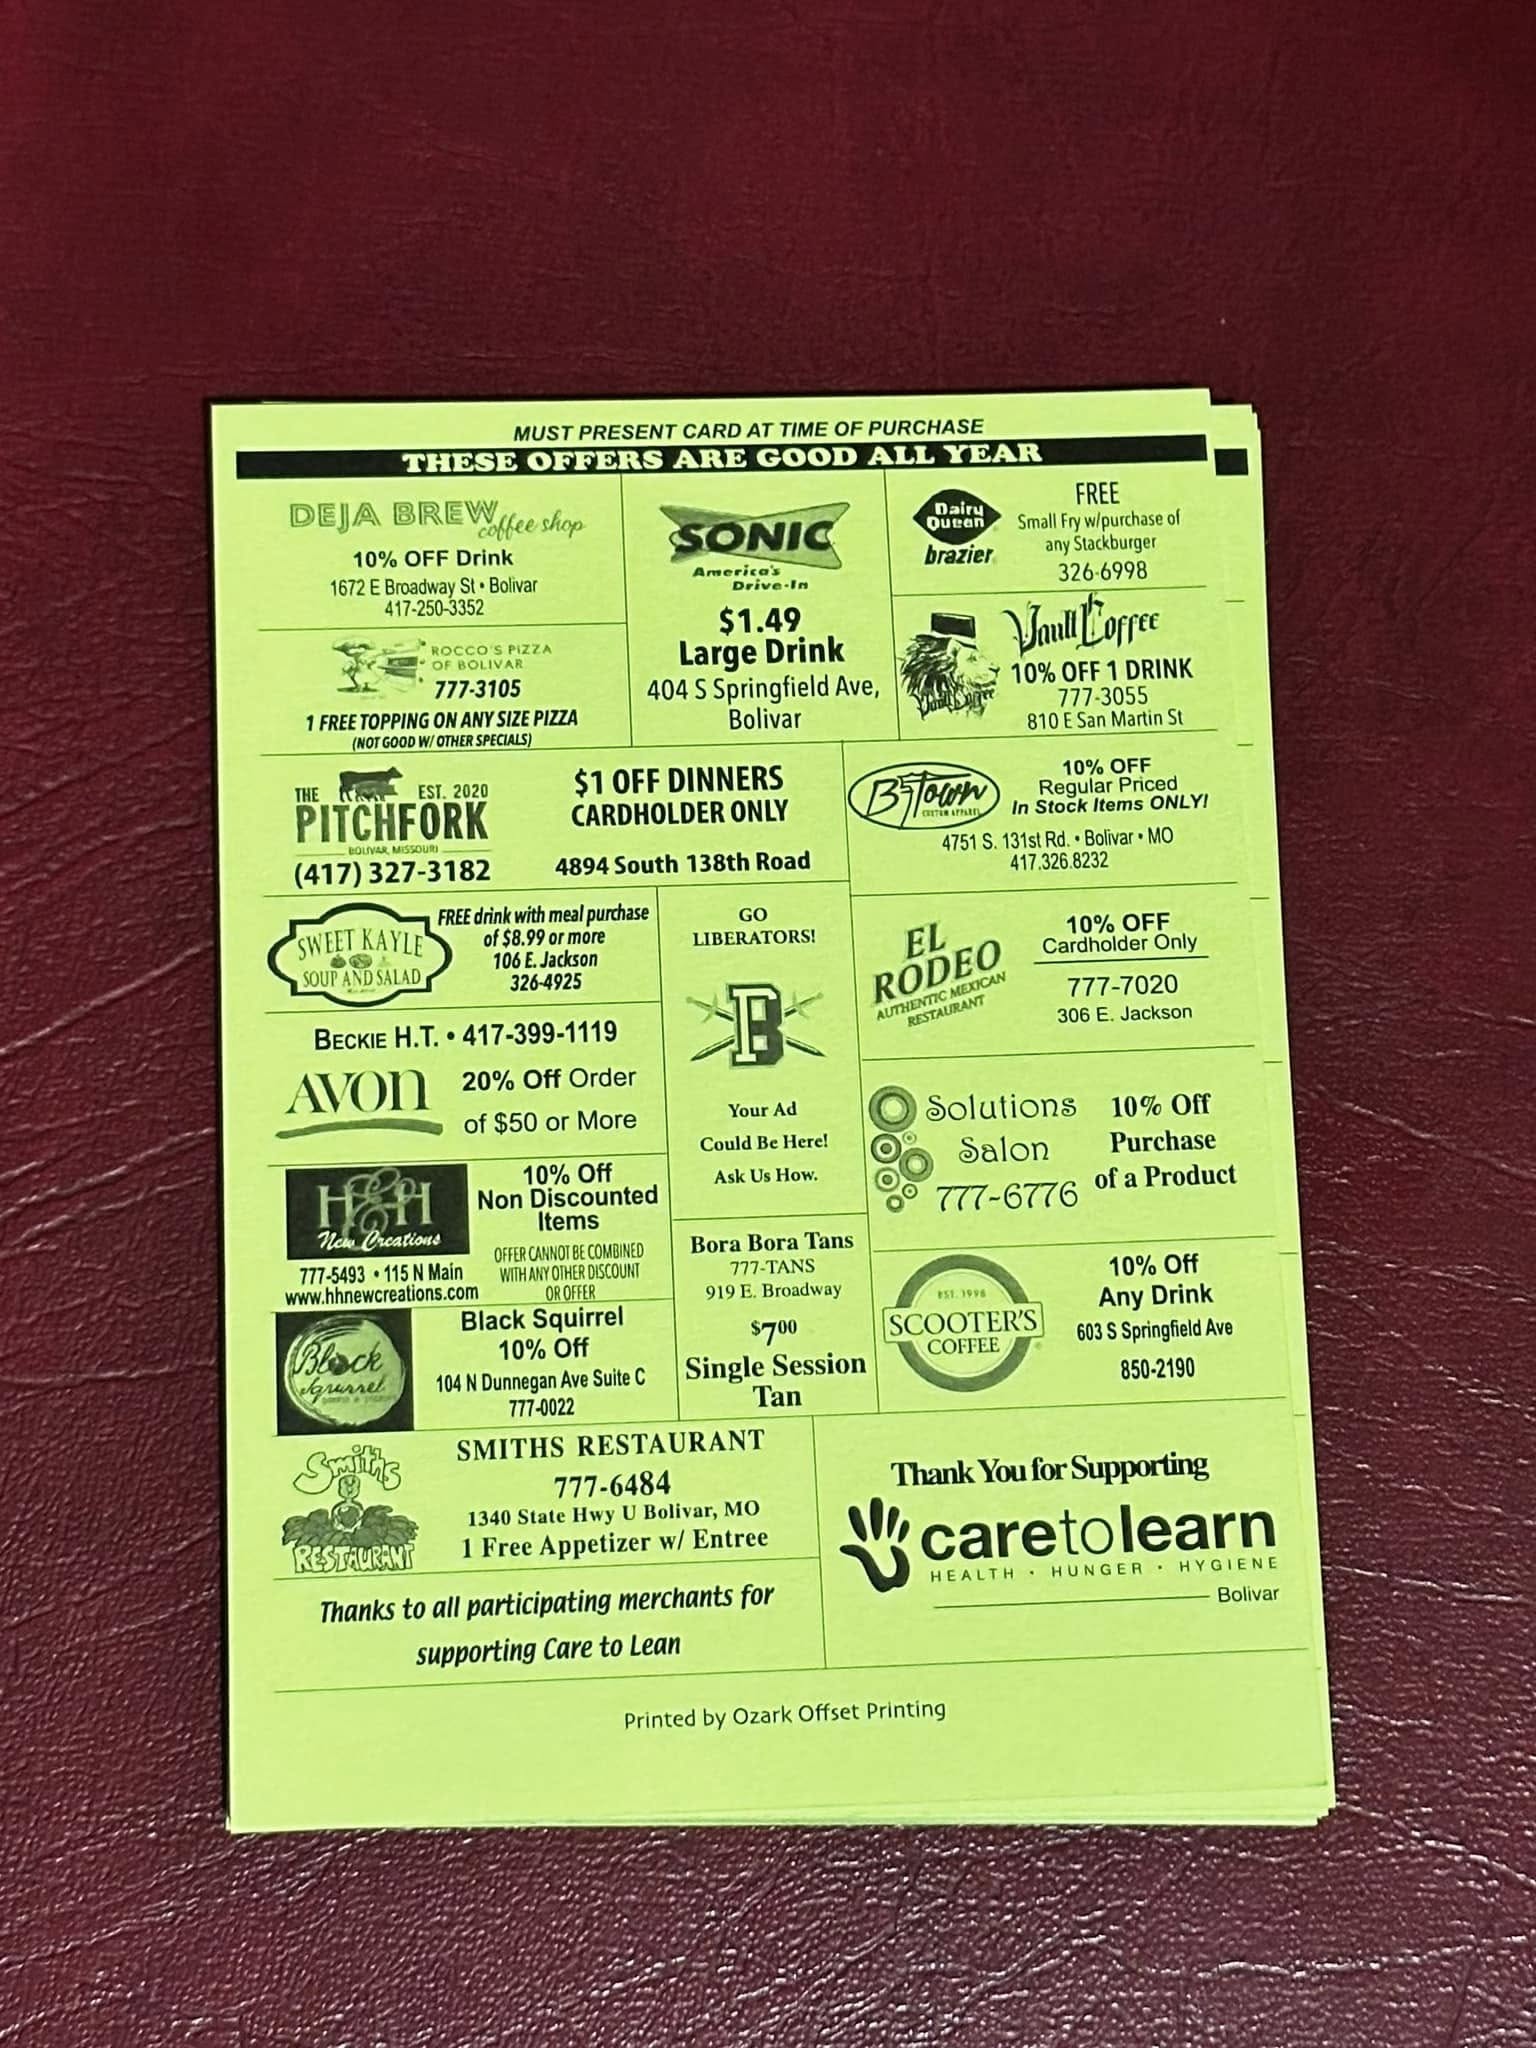 MUST PRESENT CARD AT TIME OF PURCHASE
THESE OFFERS ARE GOOD ALL YEAR
DEJA BREW
coffee shop
10% OFF Drink
1672 E Broadway St • Bolivar
417-250-3352
SONIC
America's
Drive-In
$1.49
Large Drink
404 S Springfield Ave,
Bolivar
Dairy
Queen
brazier
FREE
Small Fry w/purchase of
any Stackburger
326-6998
ROCCO'S PIZZA
OF BOLIVAR
777-3105
1 FREE TOPPING ON ANY SIZE PIZZA
(NOT GOOD W/ OTHER SPECIALS)
Vault Coffee
Vault Coffee
10% OFF 1 DRINK
777-3055
810 E San Martin St
THE
EST. 2020
PITCHFORK
BOLIVAR, MISSOURI
(417) 327-3182
$1 OFF DINNERS
CARDHOLDER ONLY
4894 South 138th Road
B-Town
CUSTOM APPAREL
10% OFF
Regular Priced
In Stock Items ONLY!
4751 S. 131st Rd. • Bolivar • MO
417.326.8232
SWEET KAYLE
SOUP AND SALAD
FREE drink with meal purchase
of $8.99 or more
106 E. Jackson
326-4925
GO
LIBERATORS!
B
Your Ad
Could Be Here!
Ask Us How.
EL
RODEO
AUTHENTIC MEXICAN
RESTAURANT
10% OFF
Cardholder Only
777-7020
306 E. Jackson
BECKIE H.T. • 417-399-1119
AVON
20% Off Order
of $50 or More
Solutions
Salon
777-6776
10% Off
Purchase
of a Product
H&H
New Creations
777-5493 • 115 N Main
www.hhnewcreations.com
10% Off
Non Discounted
Items
OFFER CANNOT BE COMBINED
WITH ANY OTHER DISCOUNT
OR OFFER
Bora Bora Tans
777-TANS
919 E. Broadway
$7.00
Single Session
Tan
EST. 1998
SCOOTER'S
COFFEE
10% Off
Any Drink
603 S Springfield Ave
850-2190
Black
Squirrel
Black Squirrel
10% Off
104 N Dunnegan Ave Suite C
777-0022
Smiths
RESTAURANT
SMITHS RESTAURANT
777-6484
1340 State Hwy U Bolivar, MO
1 Free Appetizer w/ Entree
Thank You for Supporting
caretolearn
HEALTH • HUNGER • HYGIENE
Bolivar
Thanks to all participating merchants for
supporting Care to Lean
Printed by Ozark Offset Printing